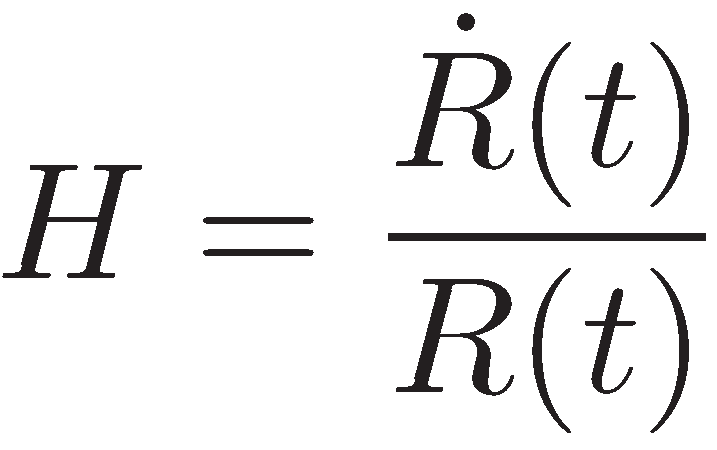 H = Ṙ(t) / R(t)